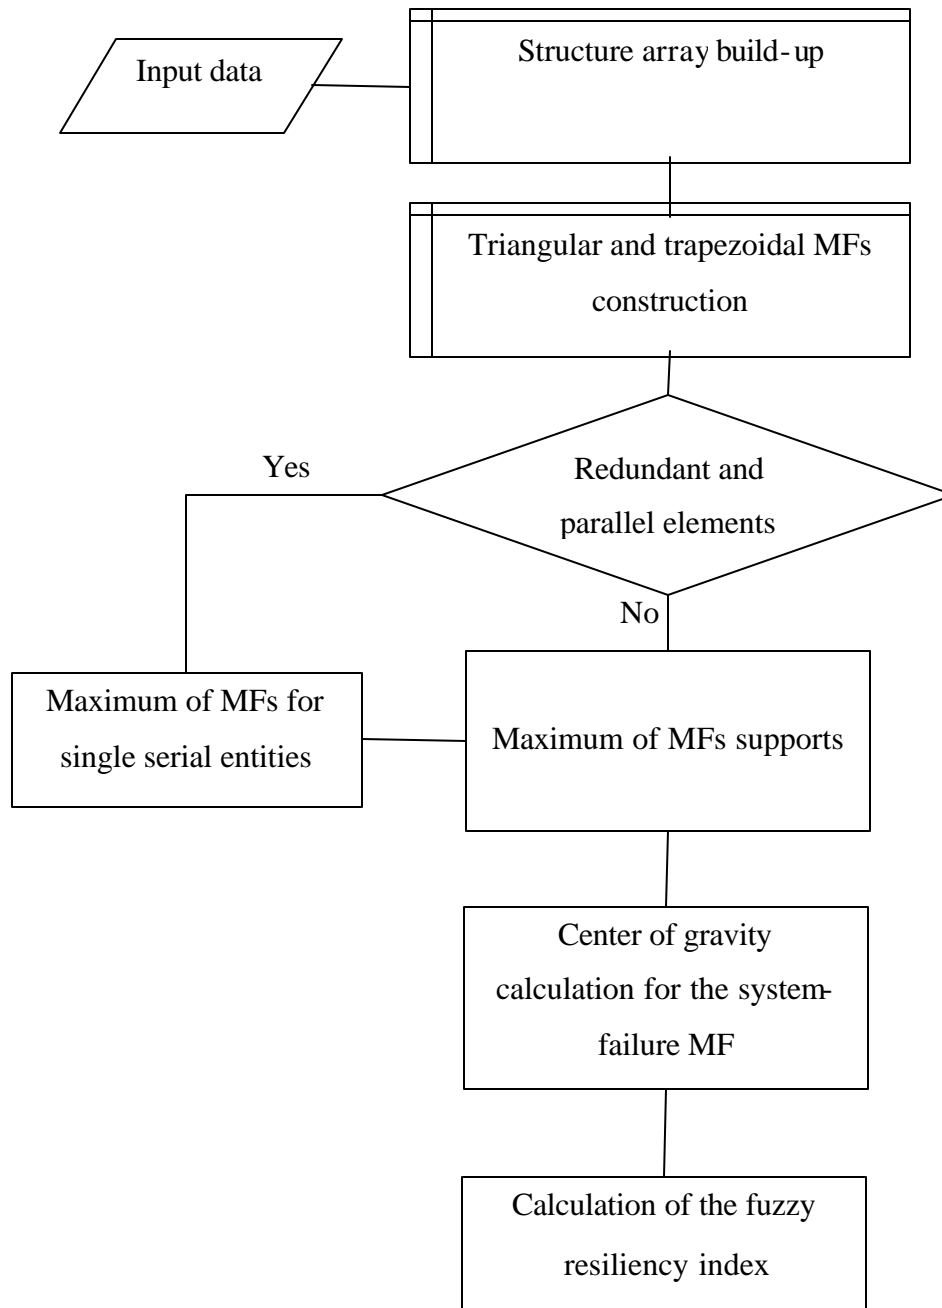 Input data
Structure array build-up
Triangular and trapezoidal MFs
construction
Yes
Redundant and
parallel elements
No
Maximum of MFs for
single serial entities
Maximum of MFs supports
Center of gravity
calculation for the system-
failure MF
Calculation of the fuzzy
resiliency index